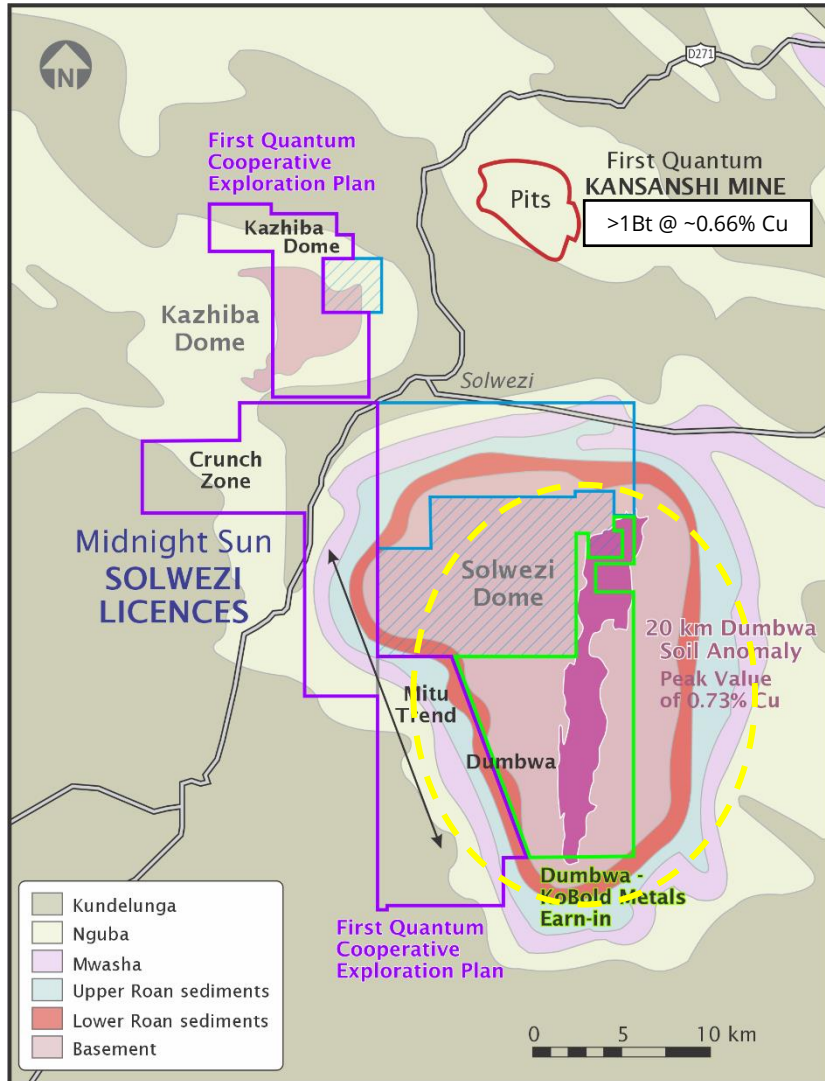 N
D271
First Quantum
Cooperative
Exploration Plan
First Quantum
KANSANSHI MINE
Pits
>1Bt @ ~0.66% Cu
Kazhiba
Dome
Kazhiba
Dome
Solwezi
Crunch
Zone
Midnight Sun
SOLWEZI
LICENCES
Solwezi
Dome
20 km Dumbwa
Soil Anomaly
Peak Value
of 0.73% Cu
Mitu
Trend
Dumbwa
Dumbwa -
KoBold Metals
Earn-in
First Quantum
Cooperative
Exploration Plan
Kundelunga
Nguba
Mwasha
Upper Roan sediments
Lower Roan sediments
Basement
0 5 10 km